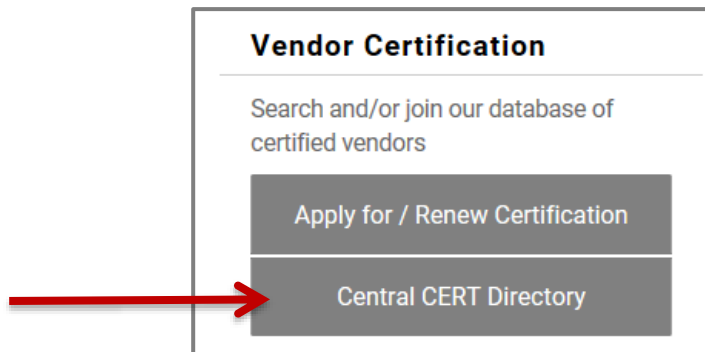 Vendor Certification
Search and/or join our database of
certified vendors
Apply for / Renew Certification
Central CERT Directory